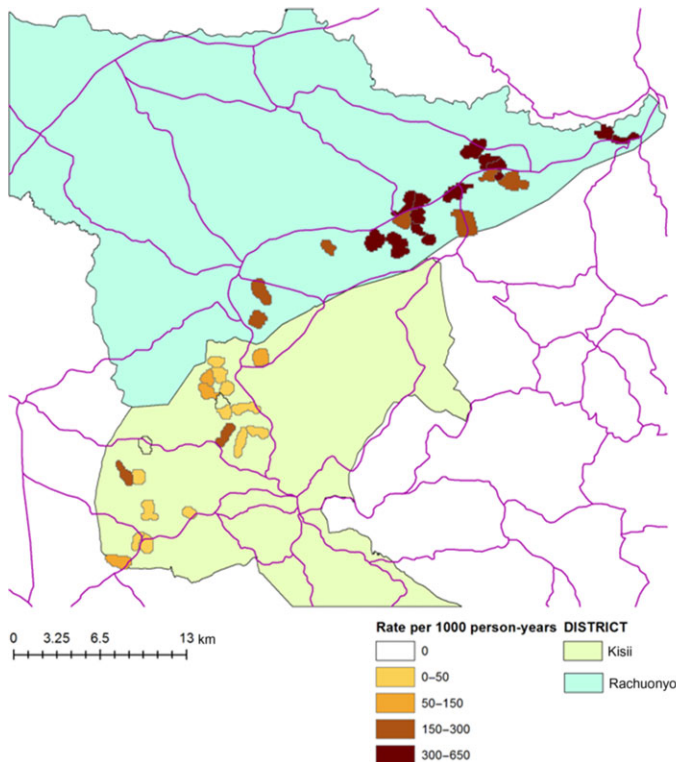 0 3.25 6.5 13 km
Rate per 1000 person-years DISTRICT
0
0–50
50–150
150–300
300–650
Kisii
Rachuonyo